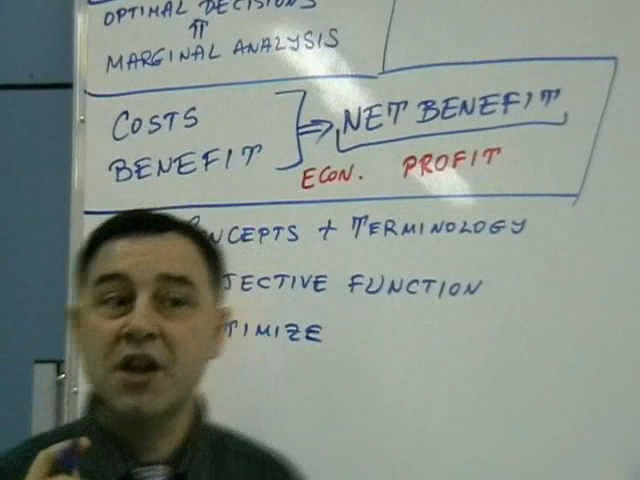 OPTIMAL DECISIONS
⇑
MARGINAL ANALYSIS
COSTS
BENEFIT
⇒ NET BENEFIT
ECON. PROFIT
NCEPTS + TERMINOLOGY
JECTIVE FUNCTION
TIMIZE